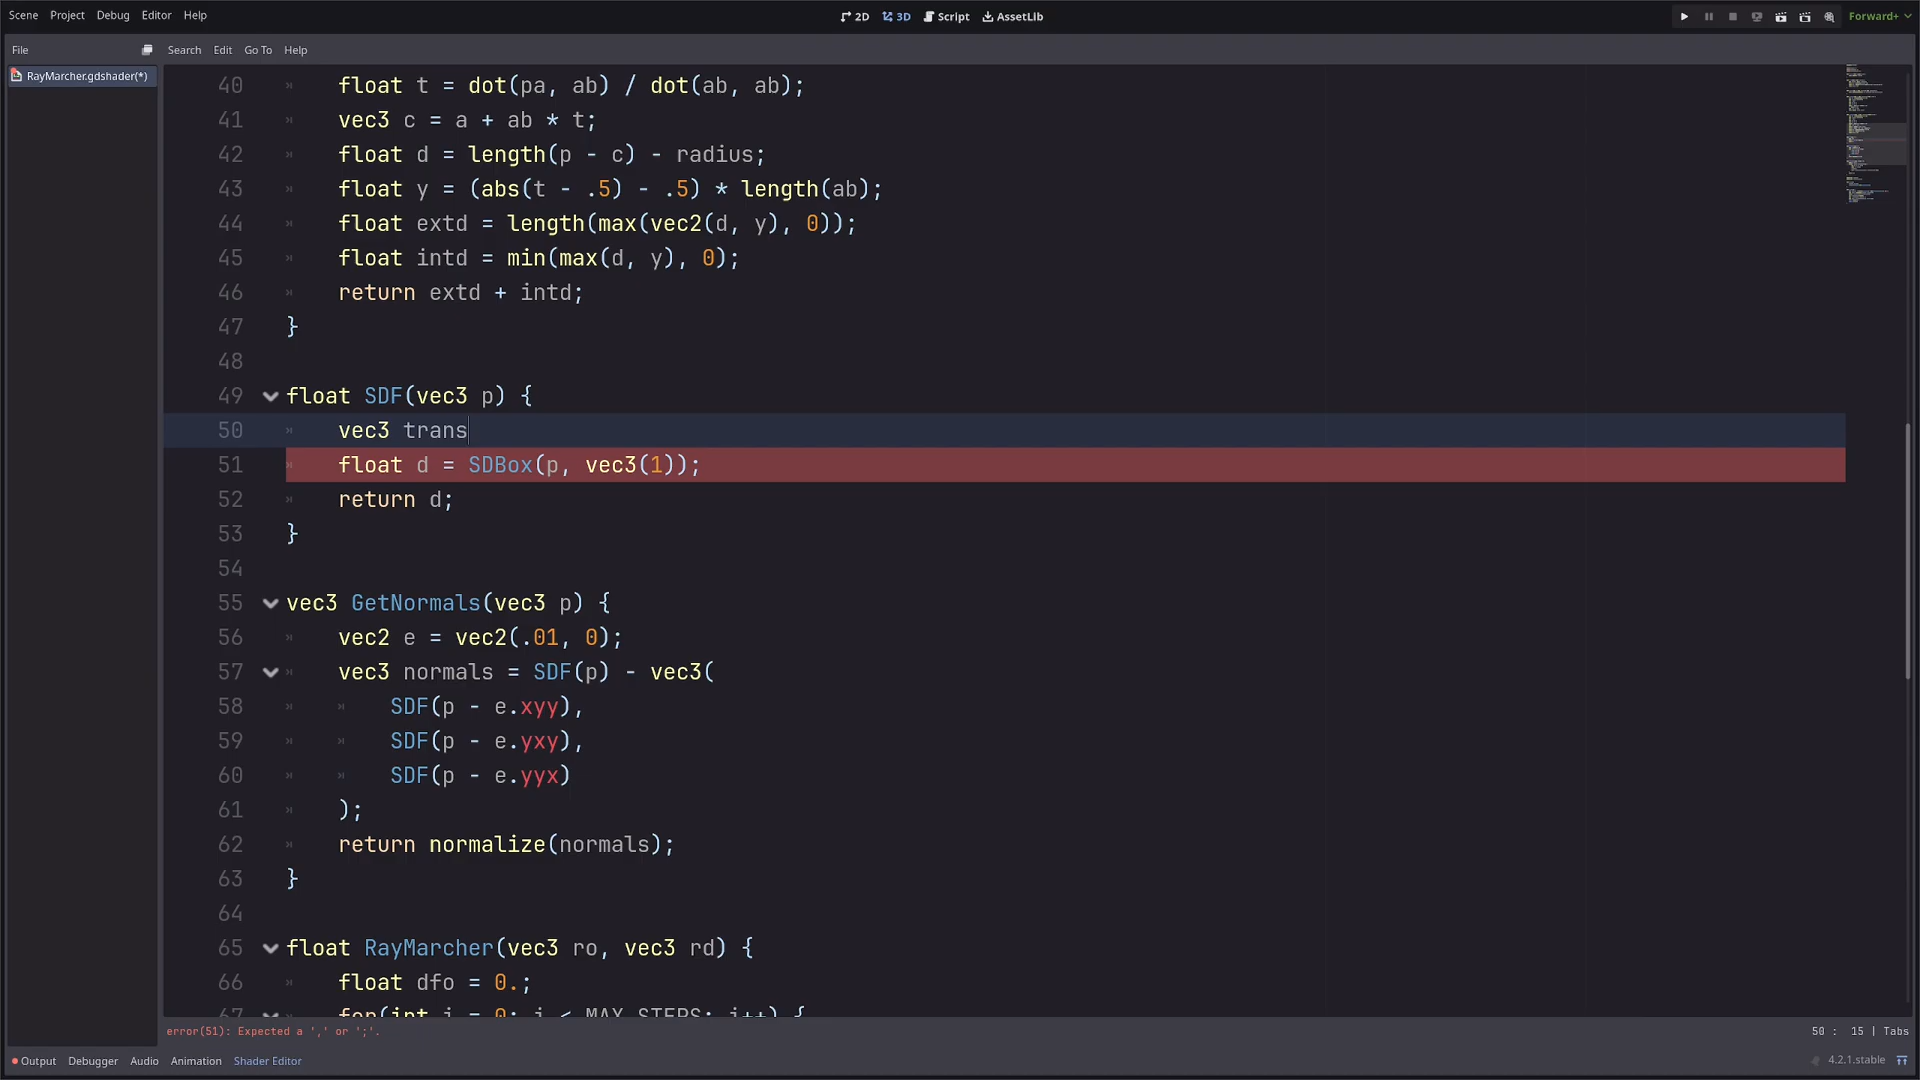 Scene Project Debug Editor Help 2D 3D Script AssetLib Forward+
File Search Edit Go To Help
RayMarcher.gdshader(*)
40 float t = dot(pa, ab) / dot(ab, ab);
41 vec3 c = a + ab * t;
42 float d = length(p - c) - radius;
43 float y = (abs(t - .5) - .5) * length(ab);
44 float extd = length(max(vec2(d, y), 0));
45 float intd = min(max(d, y), 0);
46 return extd + intd;
47 }
48
49 float SDF(vec3 p) {
50 vec3 trans
51 float d = SDBox(p, vec3(1));
52 return d;
53 }
54
55 vec3 GetNormals(vec3 p) {
56 vec2 e = vec2(.01, 0);
57 vec3 normals = SDF(p) - vec3(
58 SDF(p - e.xyy),
59 SDF(p - e.yxy),
60 SDF(p - e.yyx)
61 );
62 return normalize(normals);
63 }
64
65 float RayMarcher(vec3 ro, vec3 rd) {
66 float dfo = 0.;
67 for(int i = 0; i < MAX_STEPS; i++) {
error(51): Expected a ',' or ';'. 50 : 15 | Tabs
Output Debugger Audio Animation Shader Editor 4.2.1.stable